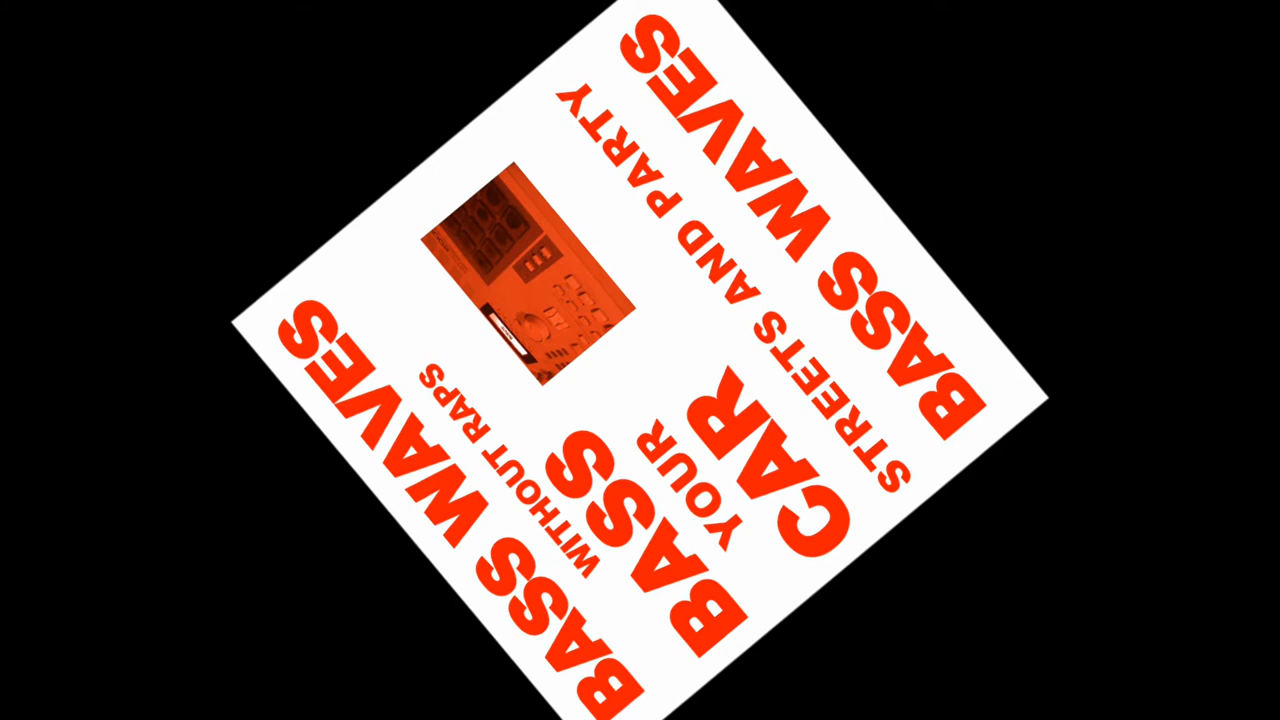 BASS WAVES
WITHOUT RAPS
BASS
YOUR
CAR
STREETS AND PARTY
BASS WAVES